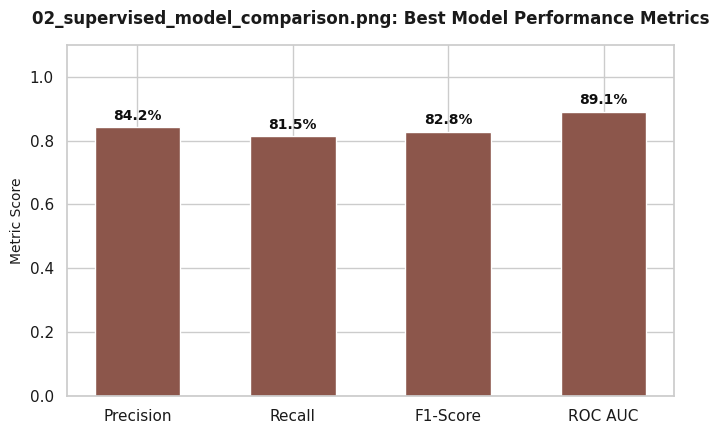 02_supervised_model_comparison.png: Best Model Performance Metrics
Metric Score
1.0
0.8
0.6
0.4
0.2
0.0
84.2%
81.5%
82.8%
89.1%
Precision
Recall
F1-Score
ROC AUC